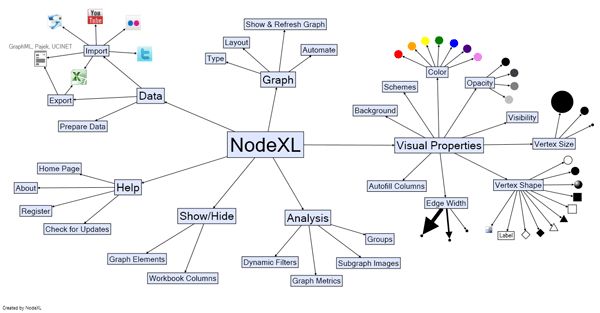 You
Tube
GraphML, Pajek, UCINET
Import
Export
Data
Prepare Data
Show & Refresh Graph
Layout
Automate
Type
Graph
Color
Schemes
Opacity
Background
Visibility
Visual Properties
Vertex Size
Autofill Columns
Edge Width
Vertex Shape
Label
NodeXL
Home Page
About
Help
Register
Check for Updates
Show/Hide
Graph Elements
Workbook Columns
Analysis
Groups
Dynamic Filters
Subgraph Images
Graph Metrics
Created by NodeXL